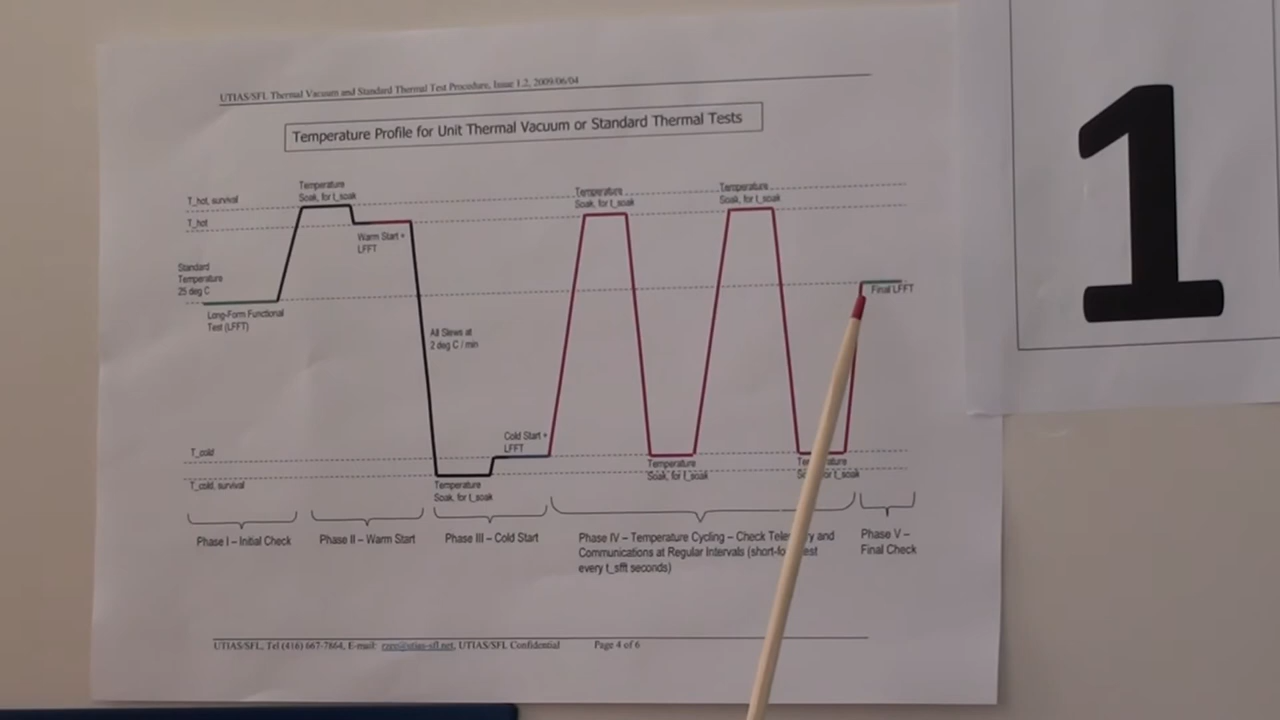 UTIAS/SFL Thermal Vacuum and Standard Thermal Test Procedure, Issue 1.2, 2009/06/04
Temperature Profile for Unit Thermal Vacuum or Standard Thermal Tests
1
T_hot, survival
Temperature
Soak, for t_soak
Temperature
Soak, for t_soak
Temperature
Soak, for t_soak
T_hot
Warm Start +
LFFT
Standard
Temperature
25 deg C
Long-Form Functional
Test (LFFT)
All Slews at
2 deg C / min
Final LFFT
T_cold
Cold Start +
LFFT
T_cold, survival
Temperature
Soak, for t_soak
Temperature
Soak, for t_soak
Phase I – Initial Check
Phase II – Warm Start
Phase III – Cold Start
Phase IV – Temperature Cycling – Check and
Communications at Regular Intervals
every t_sfft seconds)
Phase V –
Final Check
UTIAS/SFL, Tel (416) 667-7864, E-mail: UTIAS/SFL Confidential Page 4 of 6